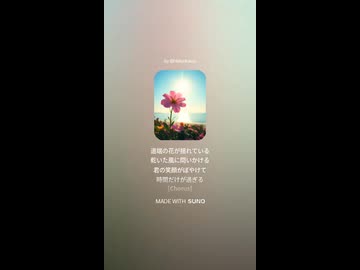 道端の花が揺れている
乾いた風に問いかける
君の笑顔がぼやけて
時間だけが過ぎる
[Chorus]
MADE WITH SUNO